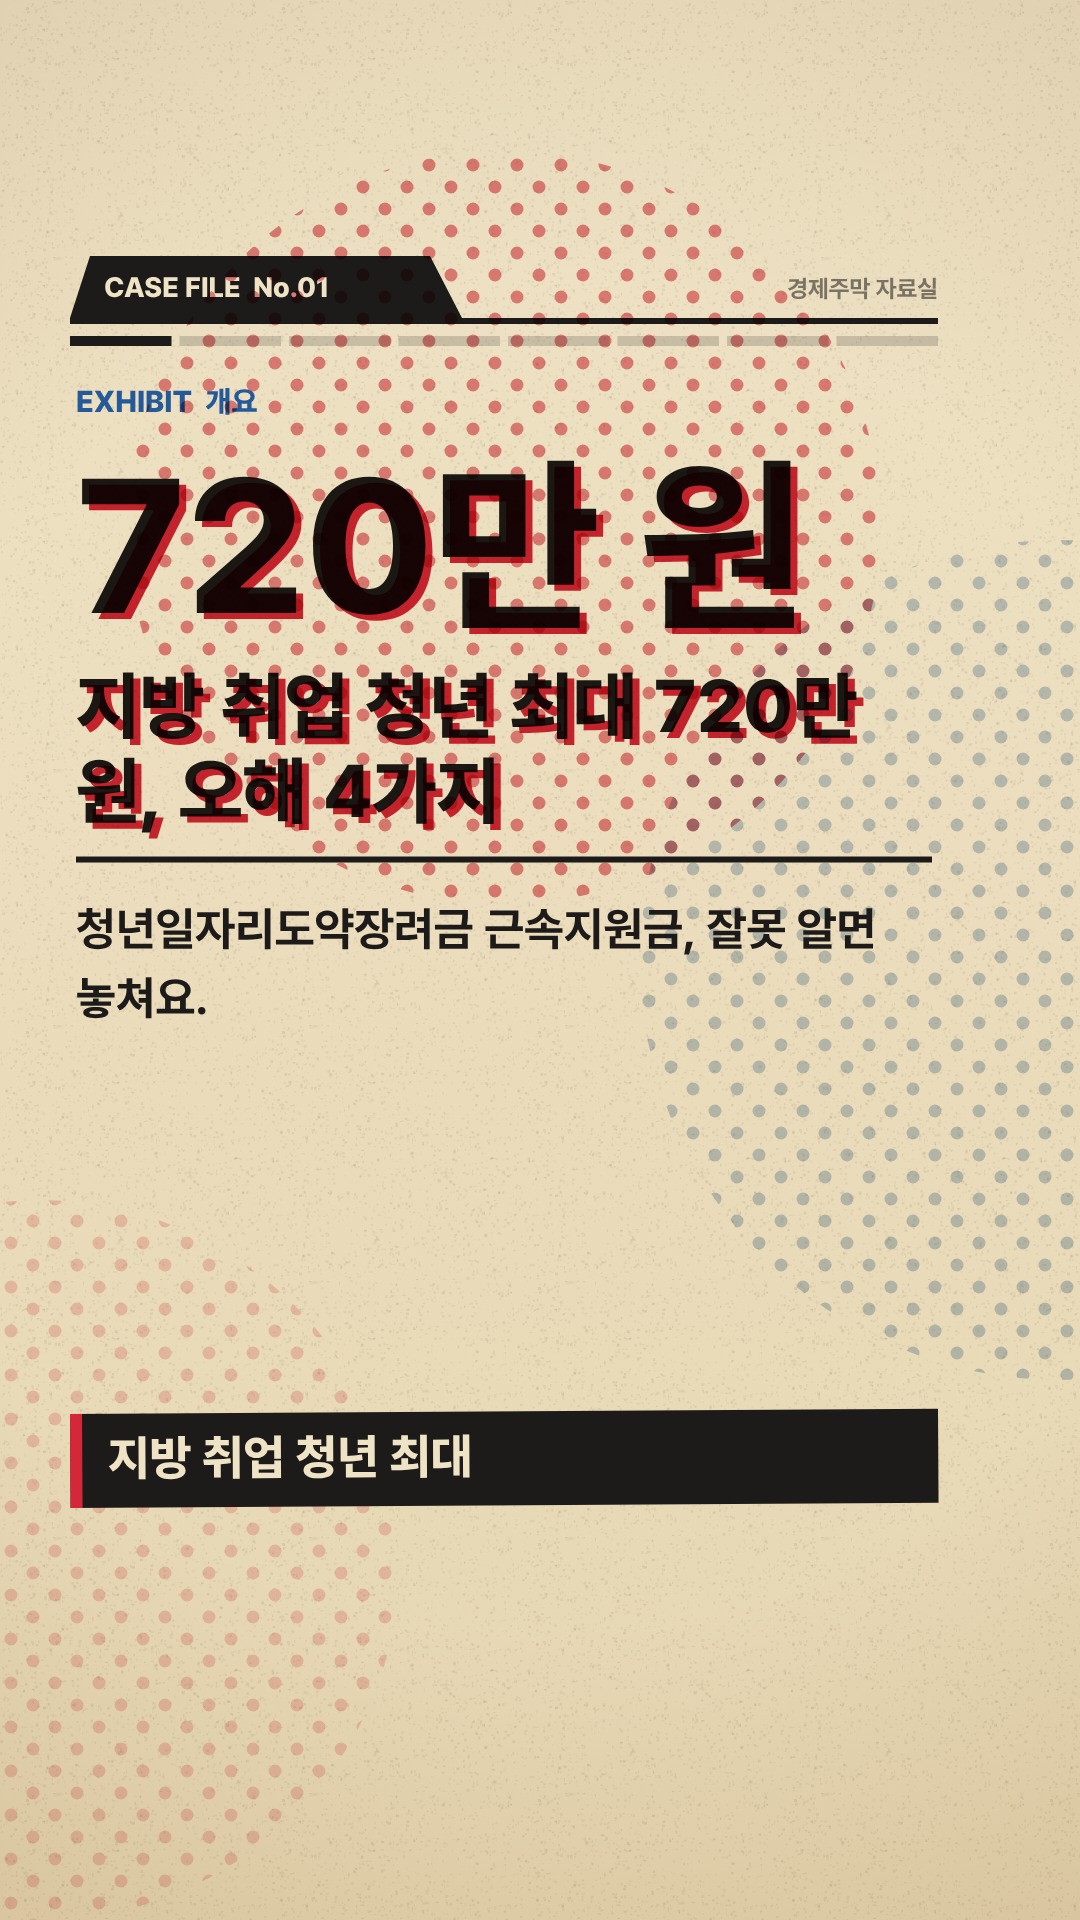 CASE FILE No.01
경제주막 자료실
EXHIBIT 개요
720만 원
지방 취업 청년 최대 720만
원, 오해 4가지
청년일자리도약장려금 근속지원금, 잘못 알면
놓쳐요.
지방 취업 청년 최대